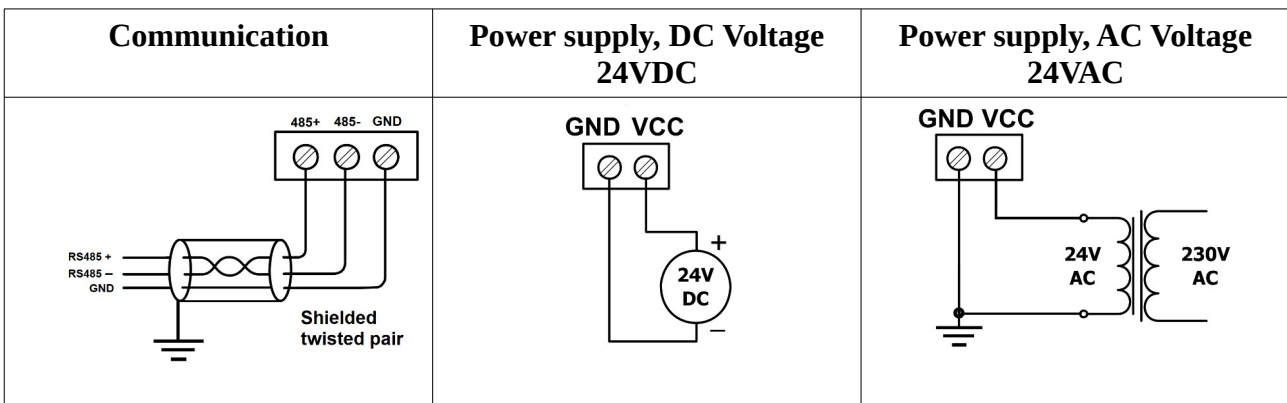 Communication
Power supply, DC Voltage
24VDC
Power supply, AC Voltage
24VAC
485+ 485- GND
RS485 +
RS485 –
GND
Shielded
twisted pair
GND VCC
+
24V
DC
–
GND VCC
24V
AC
230V
AC